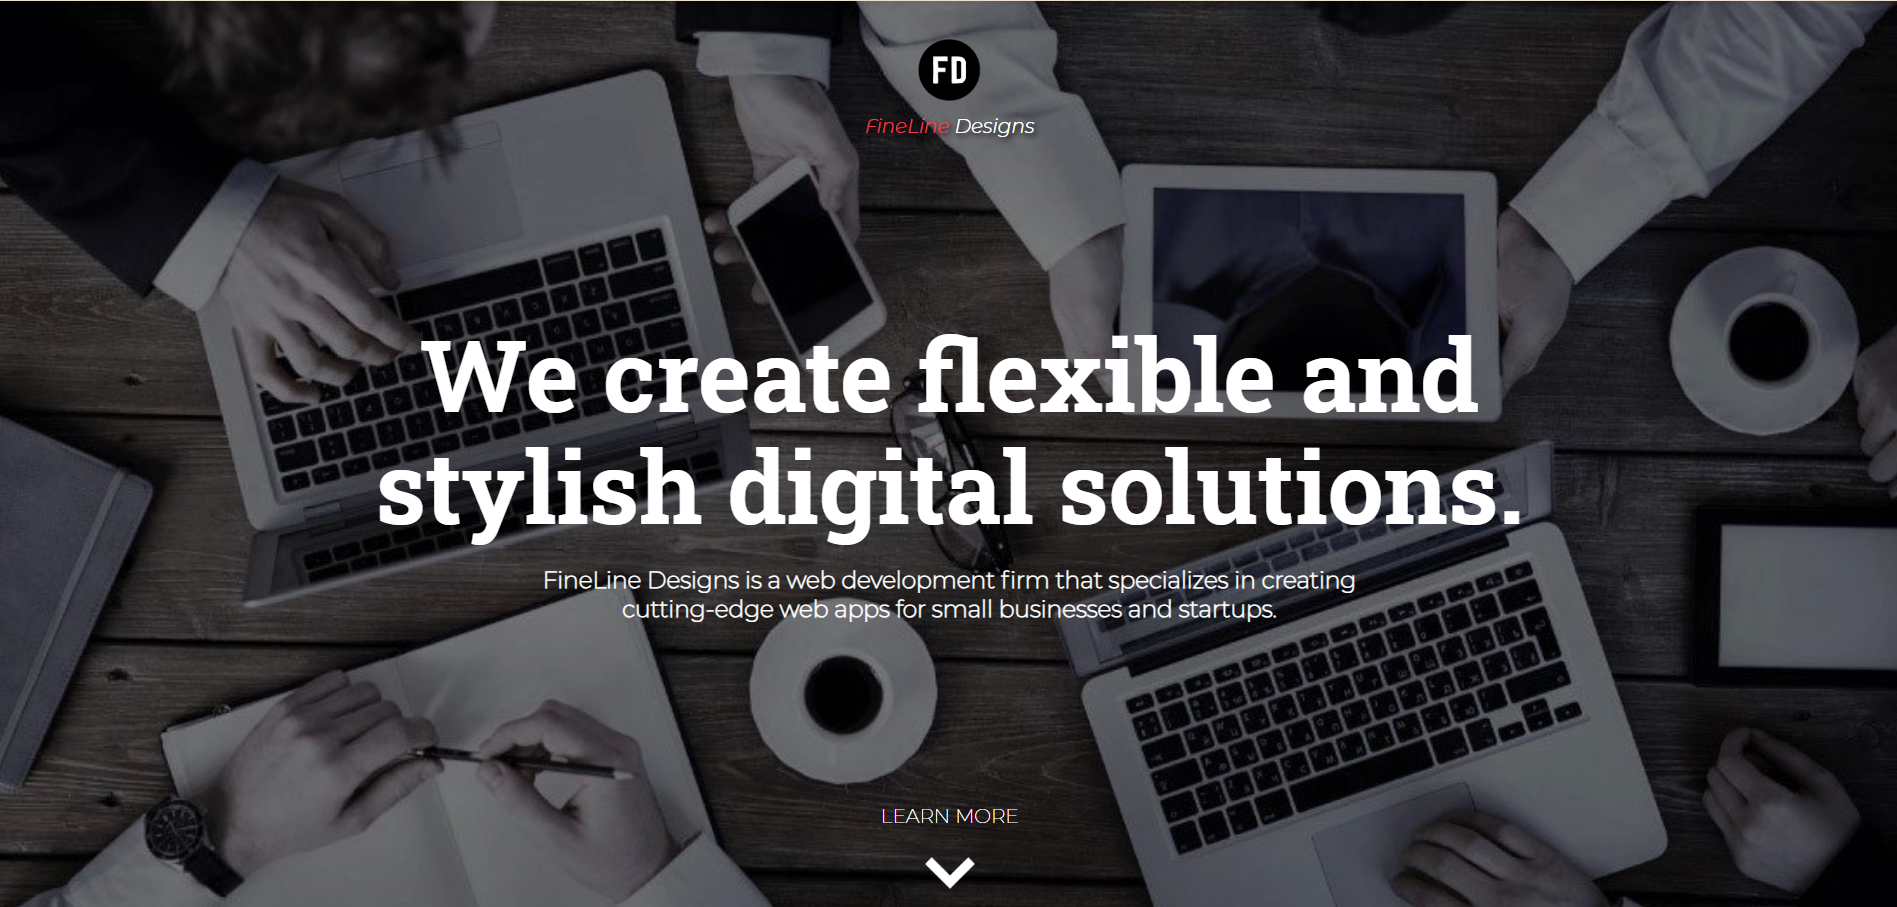 FD
FineLine Designs
We create flexible and
stylish digital solutions.
FineLine Designs is a web development firm that specializes in creating
cutting-edge web apps for small businesses and startups.
LEARN MORE